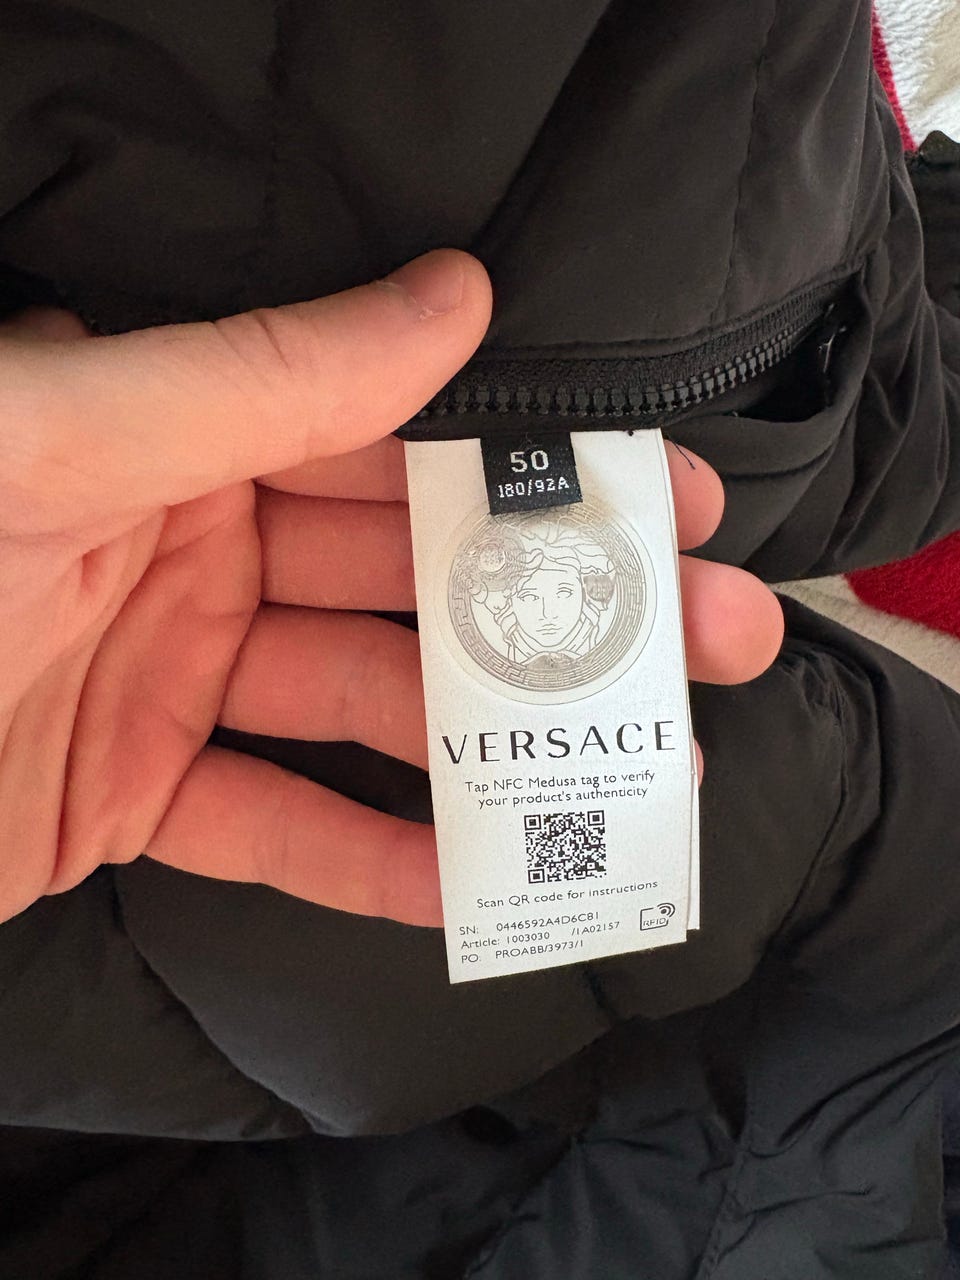 50
180/92A
VERSACE
Tap NFC Medusa tag to verify
your product's authenticity
Scan QR code for instructions
SN: 0446592A4D6C81
Article: 1003030 /1A02157
PO: PROABB/3973/1
RFID